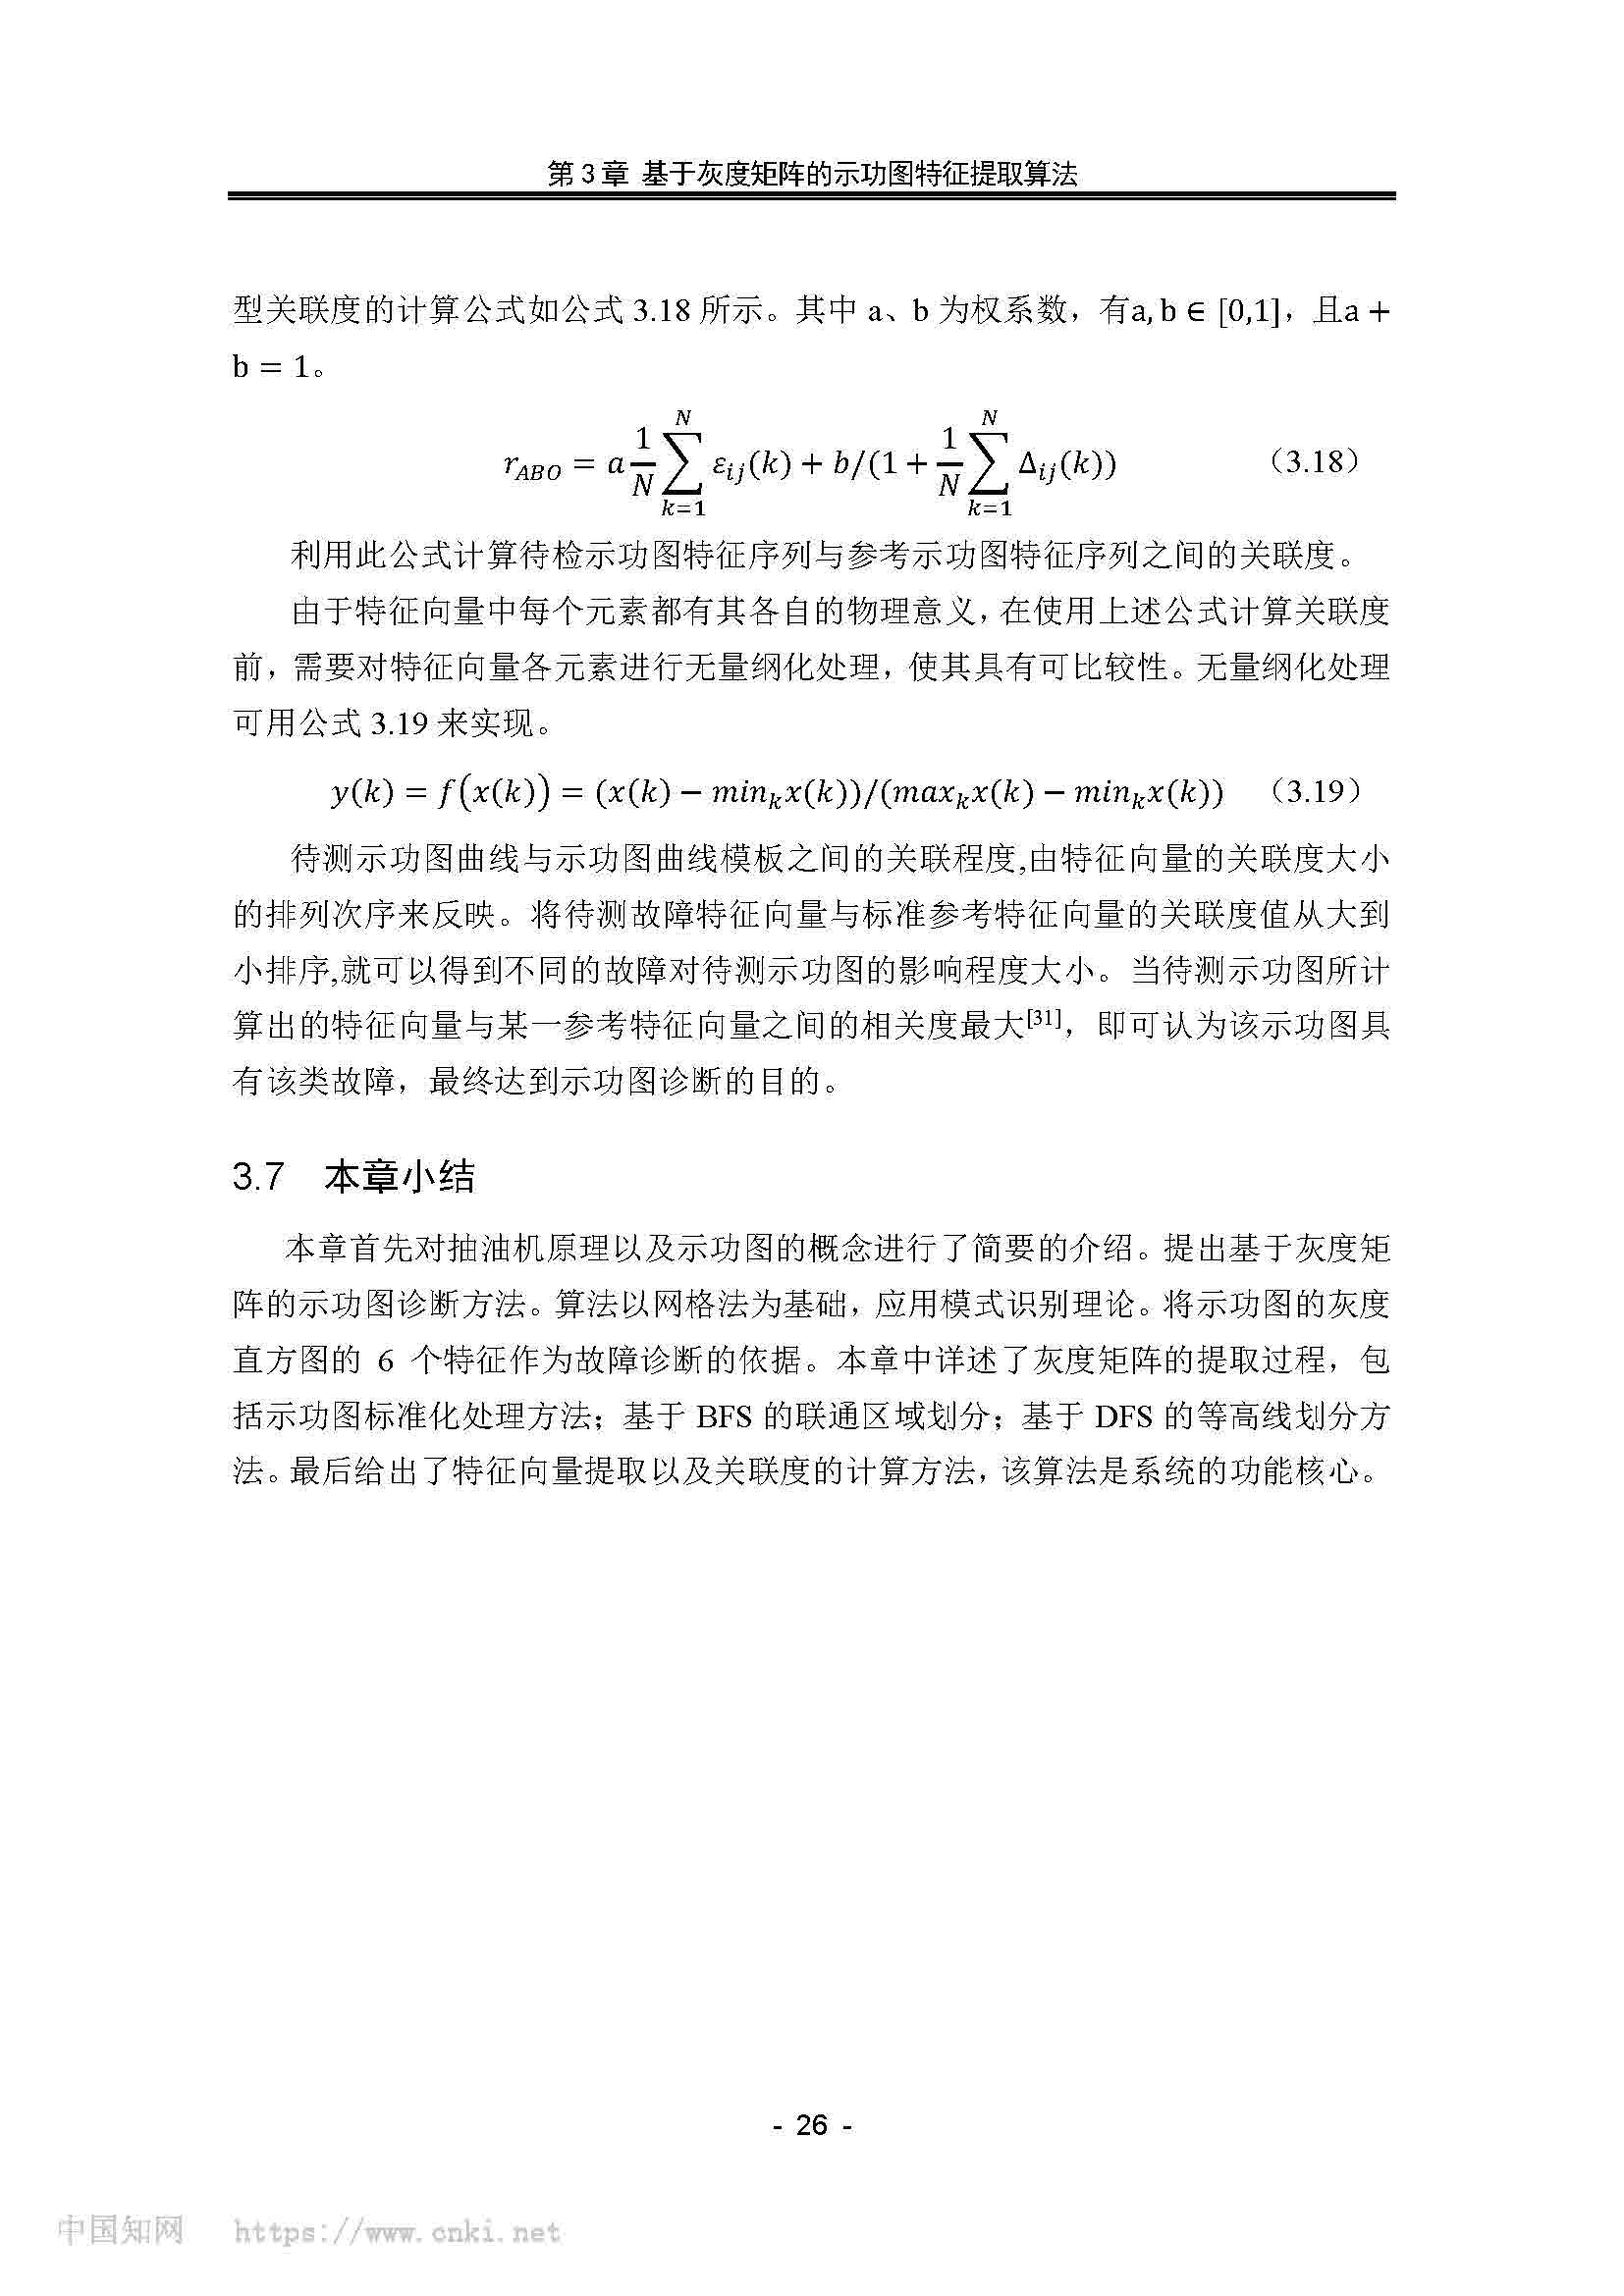 第 3 章 基于灰度矩阵的示功图特征提取算法
型关联度的计算公式如公式 3.18 所示。其中 a、b 为权系数，有a, b ∈ [0,1]，且a +
b = 1。
r_{ABO} = a\frac{1}{N}\sum_{k=1}^{N} ε_{ij}(k) + b/(1 + \frac{1}{N}\sum_{k=1}^{N} Δ_{ij}(k)) （3.18）
利用此公式计算待检示功图特征序列与参考示功图特征序列之间的关联度。
由于特征向量中每个元素都有其各自的物理意义，在使用上述公式计算关联度
前，需要对特征向量各元素进行无量纲化处理，使其具有可比较性。无量纲化处理
可用公式 3.19 来实现。
y(k) = f(x(k)) = (x(k) − min_k x(k))/(max_k x(k) − min_k x(k)) （3.19）
待测示功图曲线与示功图曲线模板之间的关联程度,由特征向量的关联度大小
的排列次序来反映。将待测故障特征向量与标准参考特征向量的关联度值从大到
小排序,就可以得到不同的故障对待测示功图的影响程度大小。当待测示功图所计
算出的特征向量与某一参考特征向量之间的相关度最大[31]，即可认为该示功图具
有该类故障，最终达到示功图诊断的目的。
3.7 本章小结
本章首先对抽油机原理以及示功图的概念进行了简要的介绍。提出基于灰度矩
阵的示功图诊断方法。算法以网格法为基础，应用模式识别理论。将示功图的灰度
直方图的 6 个特征作为故障诊断的依据。本章中详述了灰度矩阵的提取过程，包
括示功图标准化处理方法；基于 BFS 的联通区域划分；基于 DFS 的等高线划分方
法。最后给出了特征向量提取以及关联度的计算方法，该算法是系统的功能核心。
- 26 -
中国知网 https://www.cnki.net